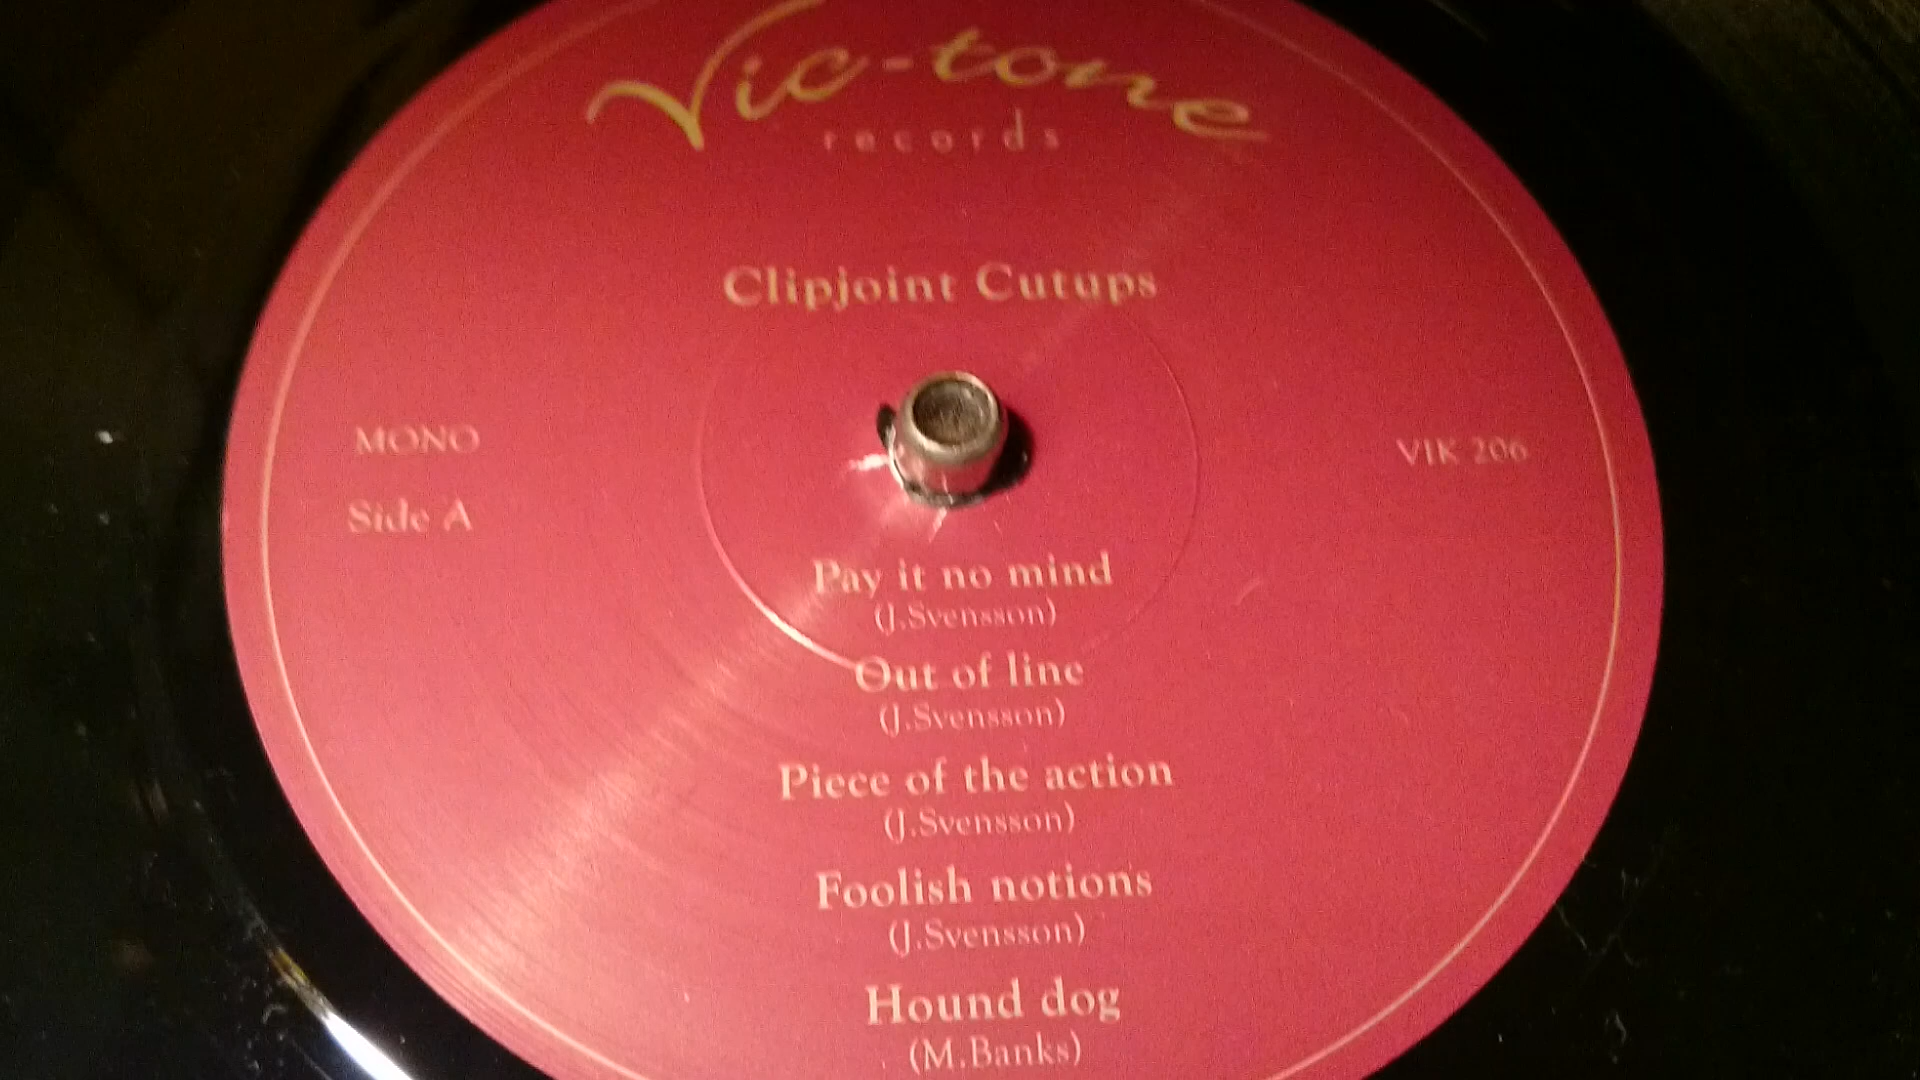 Vic-tone
records
Clipjoint Cutups
MONO
VIK 206
Side A
Pay it no mind
(J.Svensson)
Out of line
(J.Svensson)
Piece of the action
(J.Svensson)
Foolish notions
(J.Svensson)
Hound dog
(M.Banks)